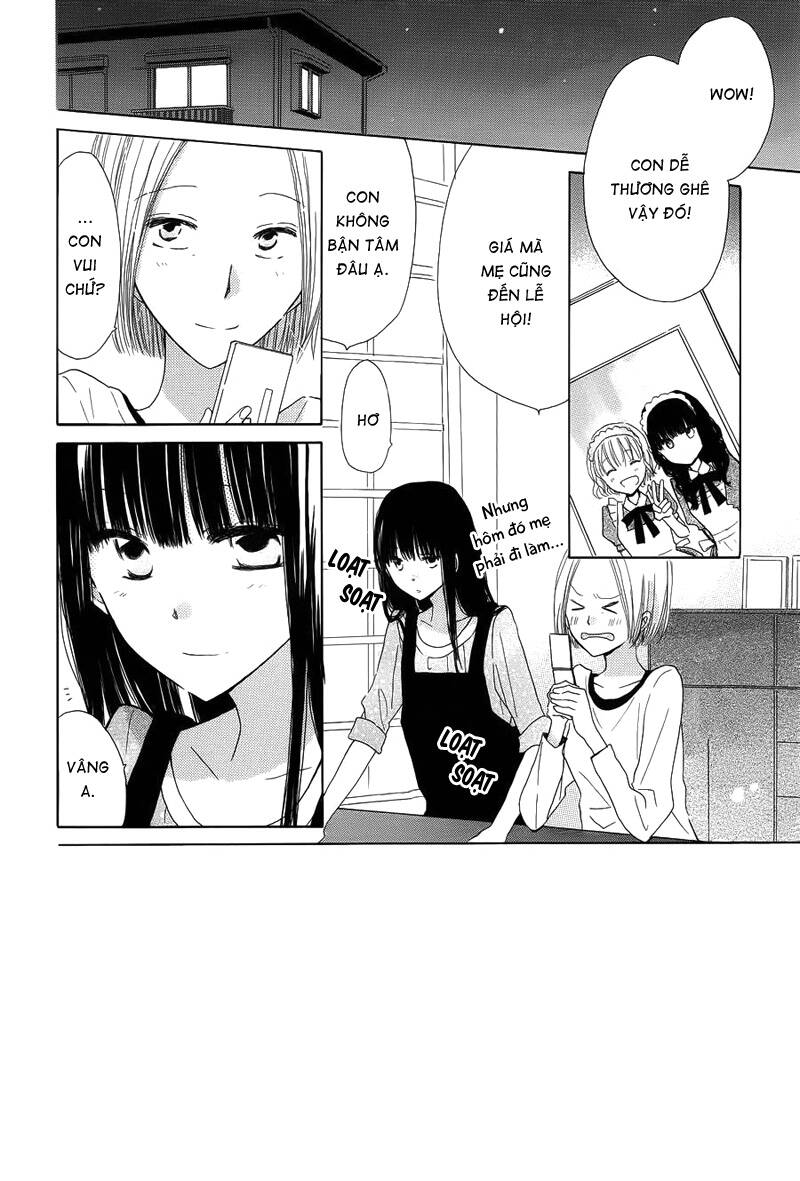 WOW!
CON DỄ
THƯƠNG GHÊ
VẬY ĐÓ!
GIÁ MÀ
MẸ CŨNG
ĐẾN LỄ
HỘI!
Nhưng
hôm đó mẹ
phải đi làm...
HƠ
LOẠT
SOẠT
LOẠT
SOẠT
CON
KHÔNG
BẬN TÂM
ĐÂU Ạ.
...
CON
VUI
CHỨ?
VÂNG
Ạ.